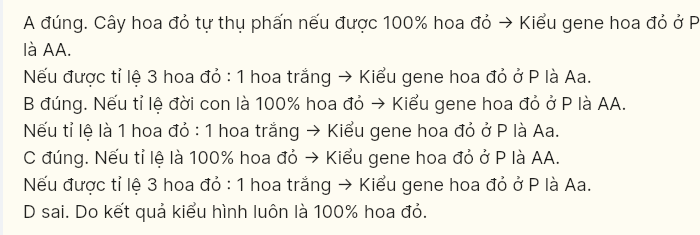 A đúng. Cây hoa đỏ tự thụ phấn nếu được 100% hoa đỏ → Kiểu gene hoa đỏ ở P
là AA.
Nếu được tỉ lệ 3 hoa đỏ : 1 hoa trắng → Kiểu gene hoa đỏ ở P là Aa.
B đúng. Nếu tỉ lệ đời con là 100% hoa đỏ → Kiểu gene hoa đỏ ở P là AA.
Nếu tỉ lệ là 1 hoa đỏ : 1 hoa trắng → Kiểu gene hoa đỏ ở P là Aa.
C đúng. Nếu tỉ lệ là 100% hoa đỏ → Kiểu gene hoa đỏ ở P là AA.
Nếu được tỉ lệ 3 hoa đỏ : 1 hoa trắng → Kiểu gene hoa đỏ ở P là Aa.
D sai. Do kết quả kiểu hình luôn là 100% hoa đỏ.